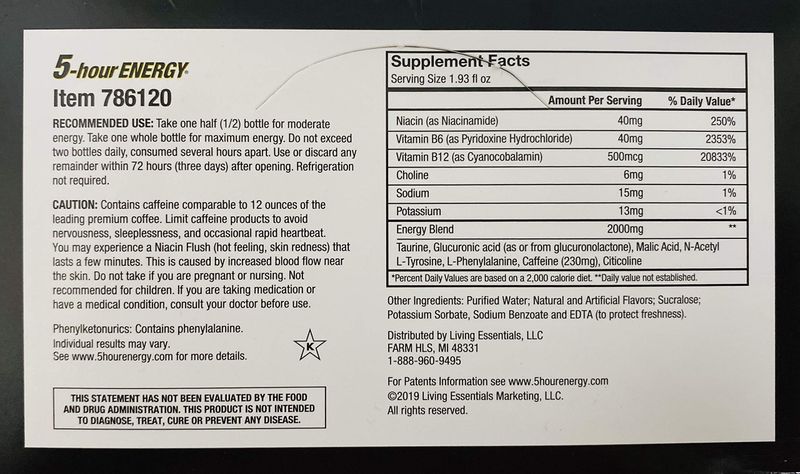 5-hour ENERGY®
Item 786120
RECOMMENDED USE: Take one half (1/2) bottle for moderate
energy. Take one whole bottle for maximum energy. Do not exceed
two bottles daily, consumed several hours apart. Use or discard any
remainder within 72 hours (three days) after opening. Refrigeration
not required.
CAUTION: Contains caffeine comparable to 12 ounces of the
leading premium coffee. Limit caffeine products to avoid
nervousness, sleeplessness, and occasional rapid heartbeat.
You may experience a Niacin Flush (hot feeling, skin redness) that
lasts a few minutes. This is caused by increased blood flow near
the skin. Do not take if you are pregnant or nursing. Not
recommended for children. If you are taking medication or
have a medical condition, consult your doctor before use.
Phenylketonurics: Contains phenylalanine.
Individual results may vary.
See www.5hourenergy.com for more details.
K
THIS STATEMENT HAS NOT BEEN EVALUATED BY THE FOOD
AND DRUG ADMINISTRATION. THIS PRODUCT IS NOT INTENDED
TO DIAGNOSE, TREAT, CURE OR PREVENT ANY DISEASE.
Supplement Facts
Serving Size 1.93 fl oz
Amount Per Serving % Daily Value*
Niacin (as Niacinamide) 40mg 250%
Vitamin B6 (as Pyridoxine Hydrochloride) 40mg 2353%
Vitamin B12 (as Cyanocobalamin) 500mcg 20833%
Choline 6mg 1%
Sodium 15mg 1%
Potassium 13mg <1%
Energy Blend 2000mg **
Taurine, Glucuronic acid (as or from glucuronolactone), Malic Acid, N-Acetyl
L-Tyrosine, L-Phenylalanine, Caffeine (230mg), Citicoline
*Percent Daily Values are based on a 2,000 calorie diet. **Daily value not established.
Other Ingredients: Purified Water; Natural and Artificial Flavors; Sucralose;
Potassium Sorbate, Sodium Benzoate and EDTA (to protect freshness).
Distributed by Living Essentials, LLC
FARM HLS, MI 48331
1-888-960-9495
For Patents Information see www.5hourenergy.com
©2019 Living Essentials Marketing, LLC.
All rights reserved.